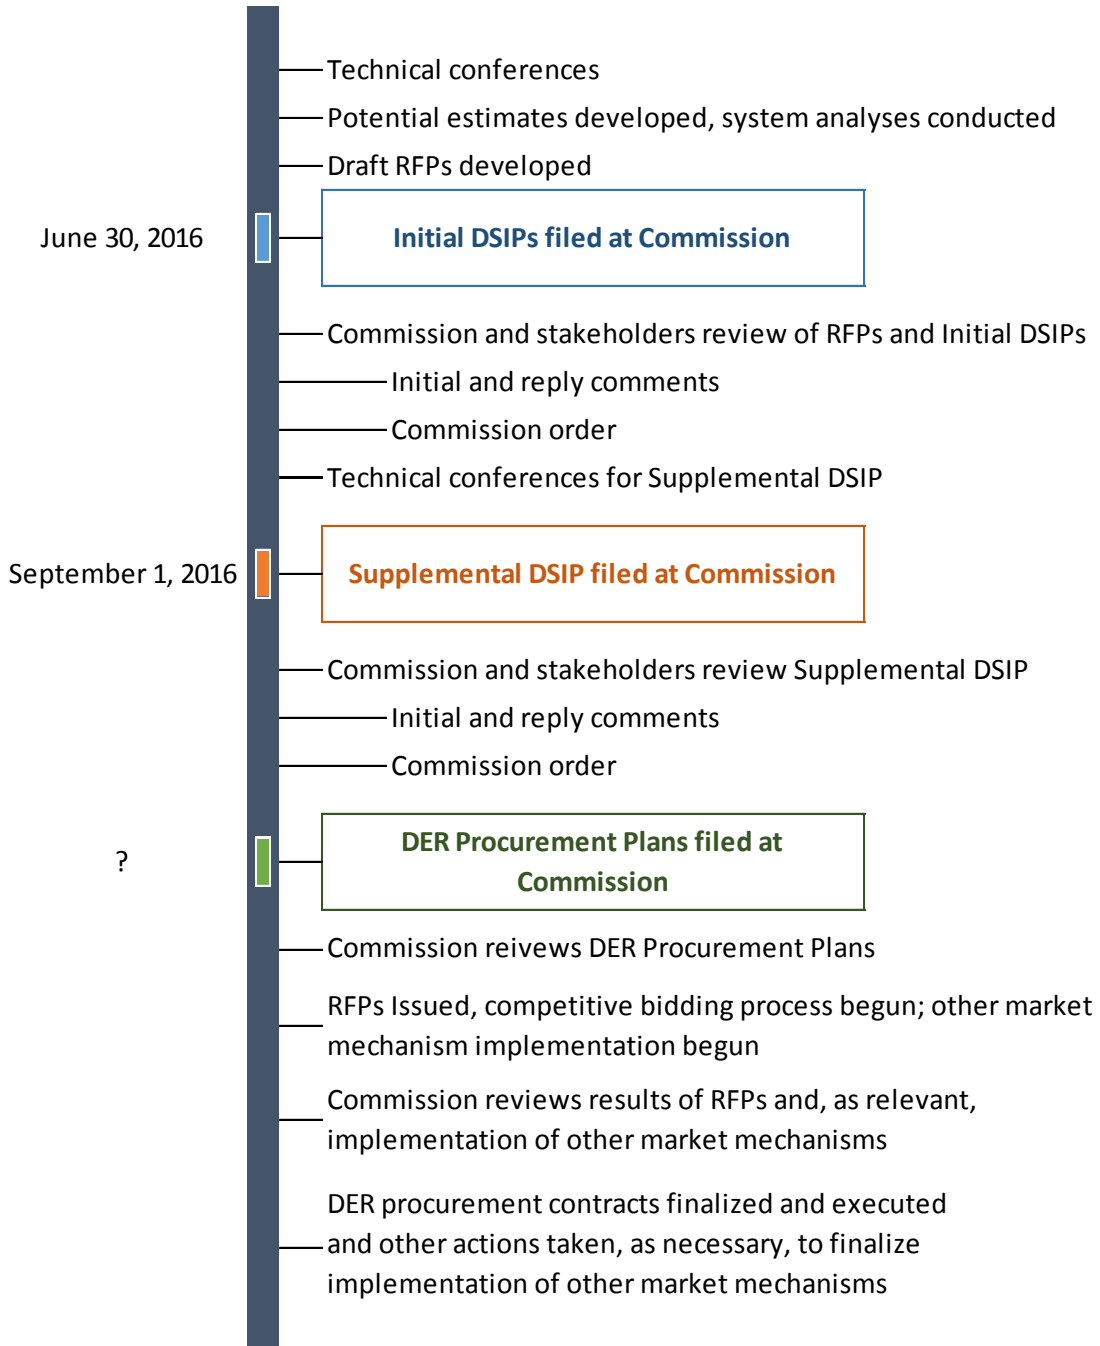 Technical conferences
Potential estimates developed, system analyses conducted
Draft RFPs developed
June 30, 2016
Initial DSIPs filed at Commission
Commission and stakeholders review of RFPs and Initial DSIPs
Initial and reply comments
Commission order
Technical conferences for Supplemental DSIP
September 1, 2016
Supplemental DSIP filed at Commission
Commission and stakeholders review Supplemental DSIP
Initial and reply comments
Commission order
?
DER Procurement Plans filed at
Commission
Commission reivews DER Procurement Plans
RFPs Issued, competitive bidding process begun; other market
mechanism implementation begun
Commission reviews results of RFPs and, as relevant,
implementation of other market mechanisms
DER procurement contracts finalized and executed
and other actions taken, as necessary, to finalize
implementation of other market mechanisms